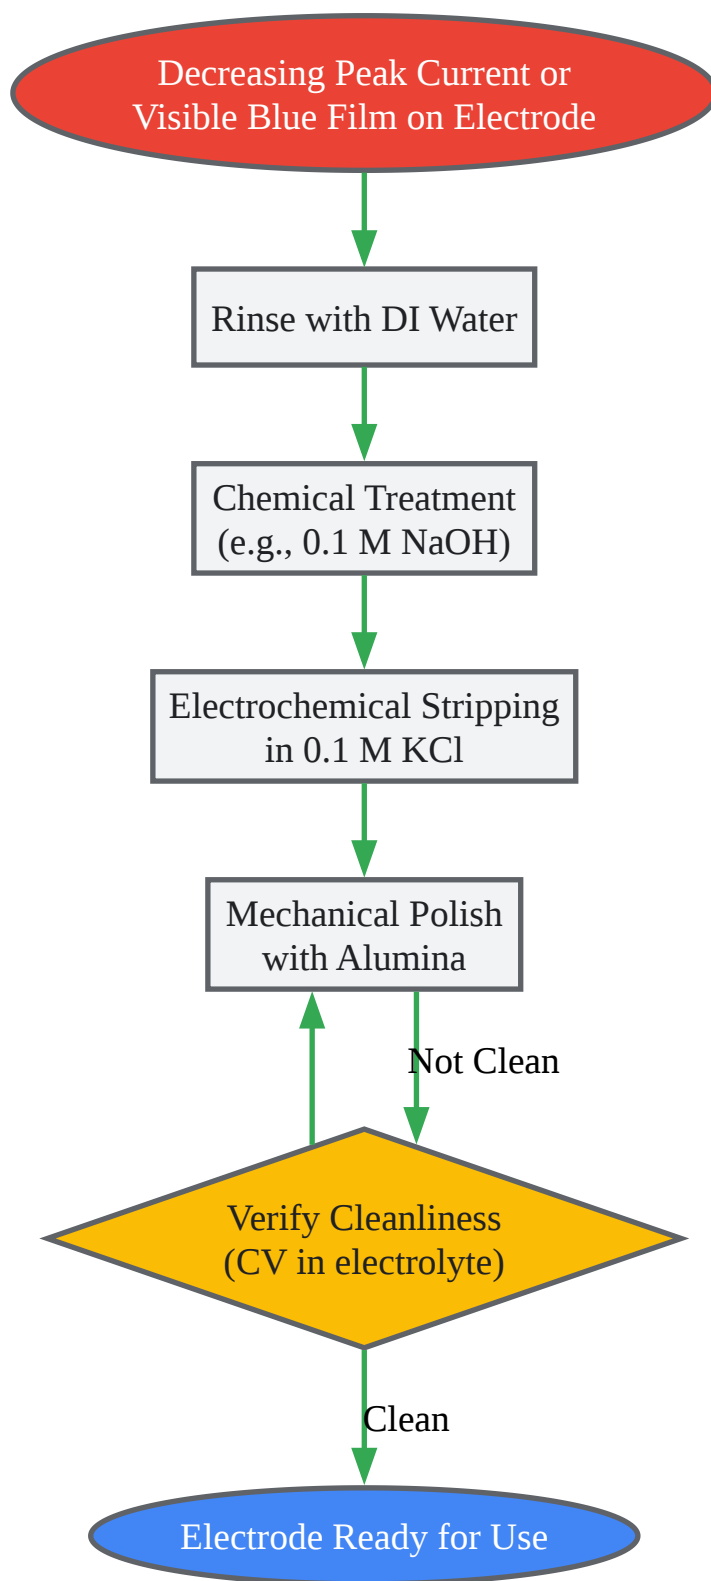 Decreasing Peak Current or
Visible Blue Film on Electrode
Rinse with DI Water
Chemical Treatment
(e.g., 0.1 M NaOH)
Electrochemical Stripping
in 0.1 M KCl
Mechanical Polish
with Alumina
Not Clean
Verify Cleanliness
(CV in electrolyte)
Clean
Electrode Ready for Use